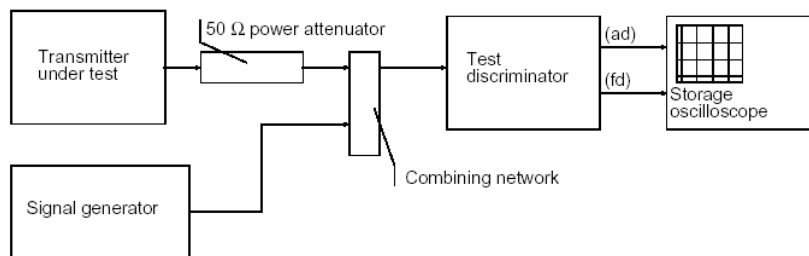 50 Ω power attenuator
Transmitter
under test
Test
discriminator
(ad)
(fd)
Storage
oscilloscope
Combining network
Signal generator